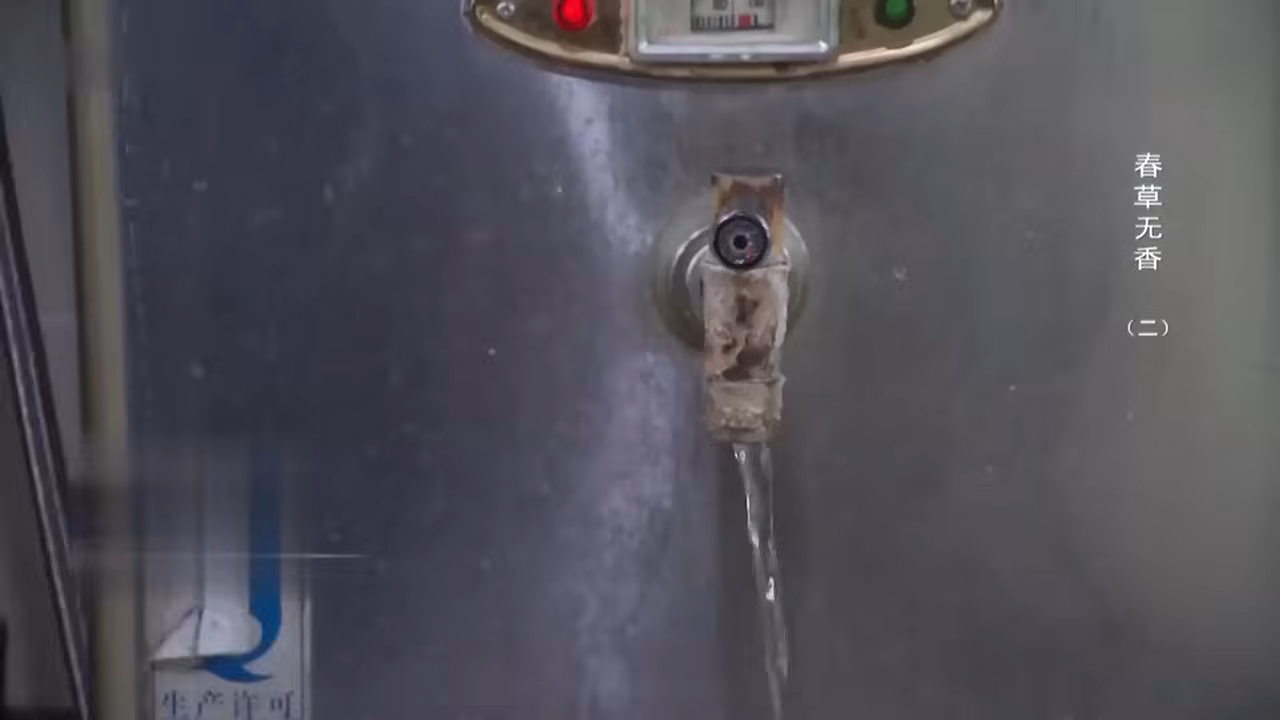 春草无香
（二）
生产许可